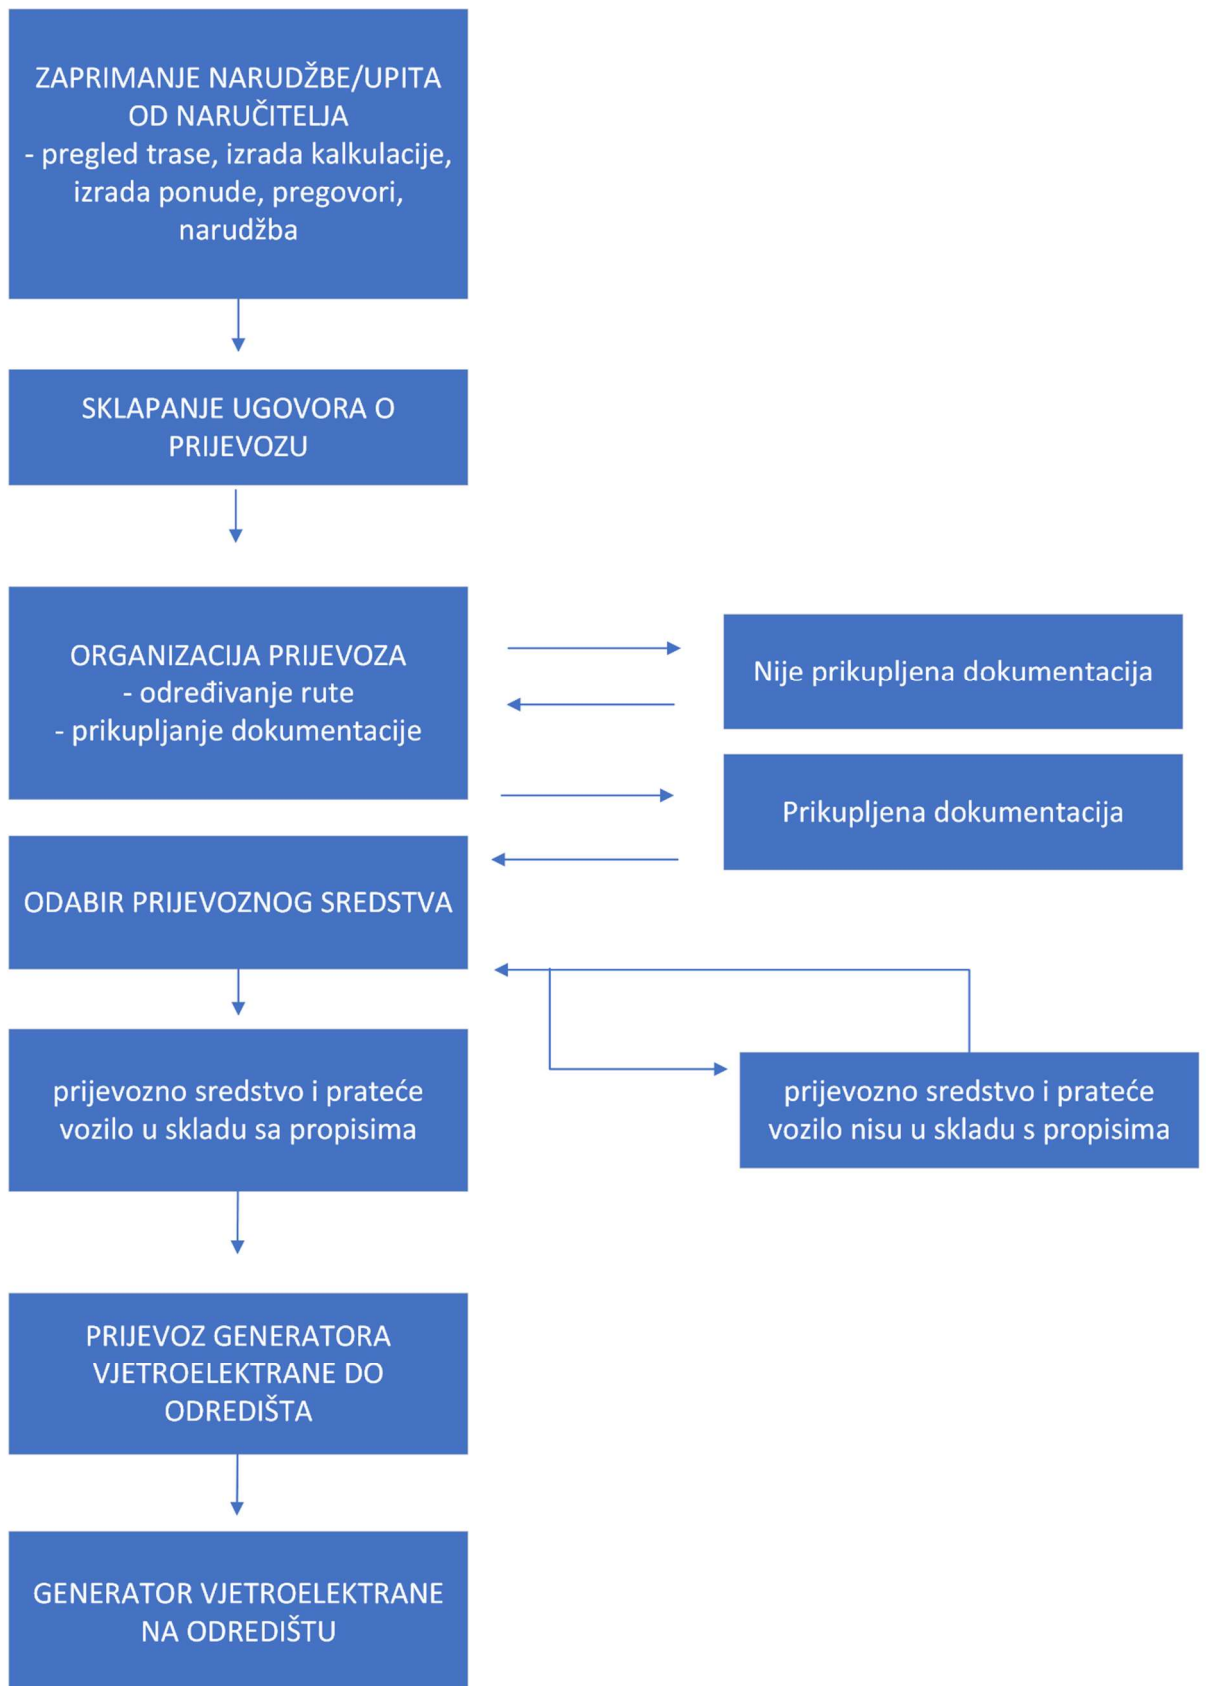 ZAPRIMANJE NARUDŽBE/UPITA
OD NARUČITELJA
- pregled trase, izrada kalkulacije,
izrada ponude, pregovori,
narudžba
SKLAPANJE UGOVORA O
PRIJEVOZU
ORGANIZACIJA PRIJEVOZA
- određivanje rute
- prikupljanje dokumentacije
Nije prikupljena dokumentacija
Prikupljena dokumentacija
ODABIR PRIJEVOZNOG SREDSTVA
prijevozno sredstvo i prateće
vozilo u skladu sa propisima
prijevozno sredstvo i prateće
vozilo nisu u skladu s propisima
PRIJEVOZ GENERATORA
VJETROELEKTRANE DO
ODREDIŠTA
GENERATOR VJETROELEKTRANE
NA ODREDIŠTU